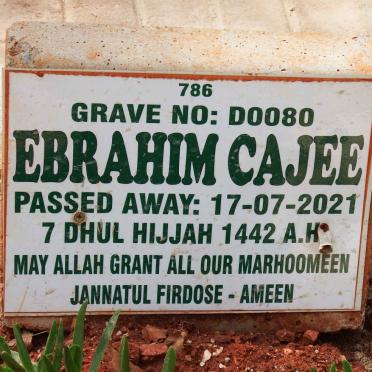 786
GRAVE NO: D0080
EBRAHIM CAJEE
PASSED AWAY: 17-07-2021
7 DHUL HIJJAH 1442 A.H
MAY ALLAH GRANT ALL OUR MARHOOMEEN
JANNATUL FIRDOSE - AMEEN